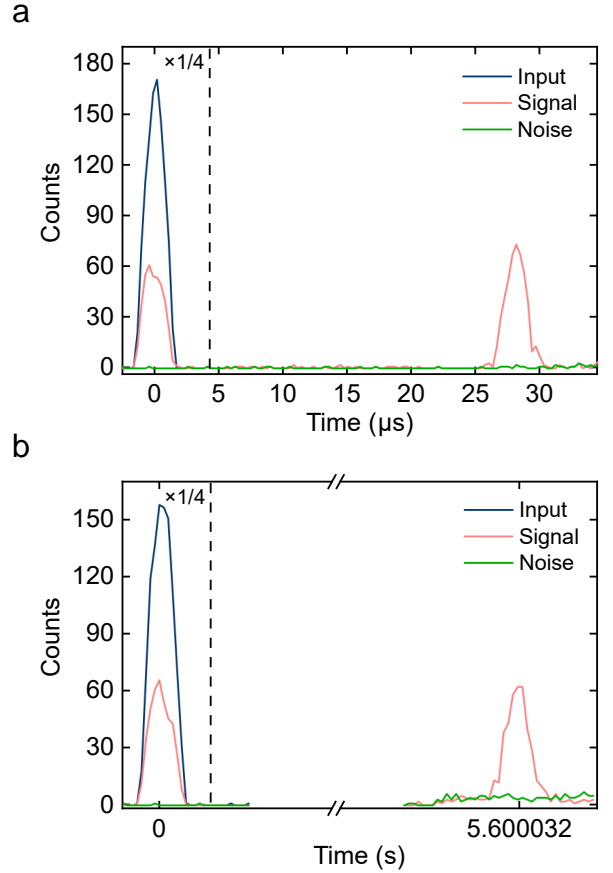 a
×1/4
Input
Signal
Noise
180
150
120
90
60
30
0
Counts
0 5 10 15 20 25 30
Time (µs)
b
×1/4
Input
Signal
Noise
150
120
90
60
30
0
Counts
0 5.600032
Time (s)